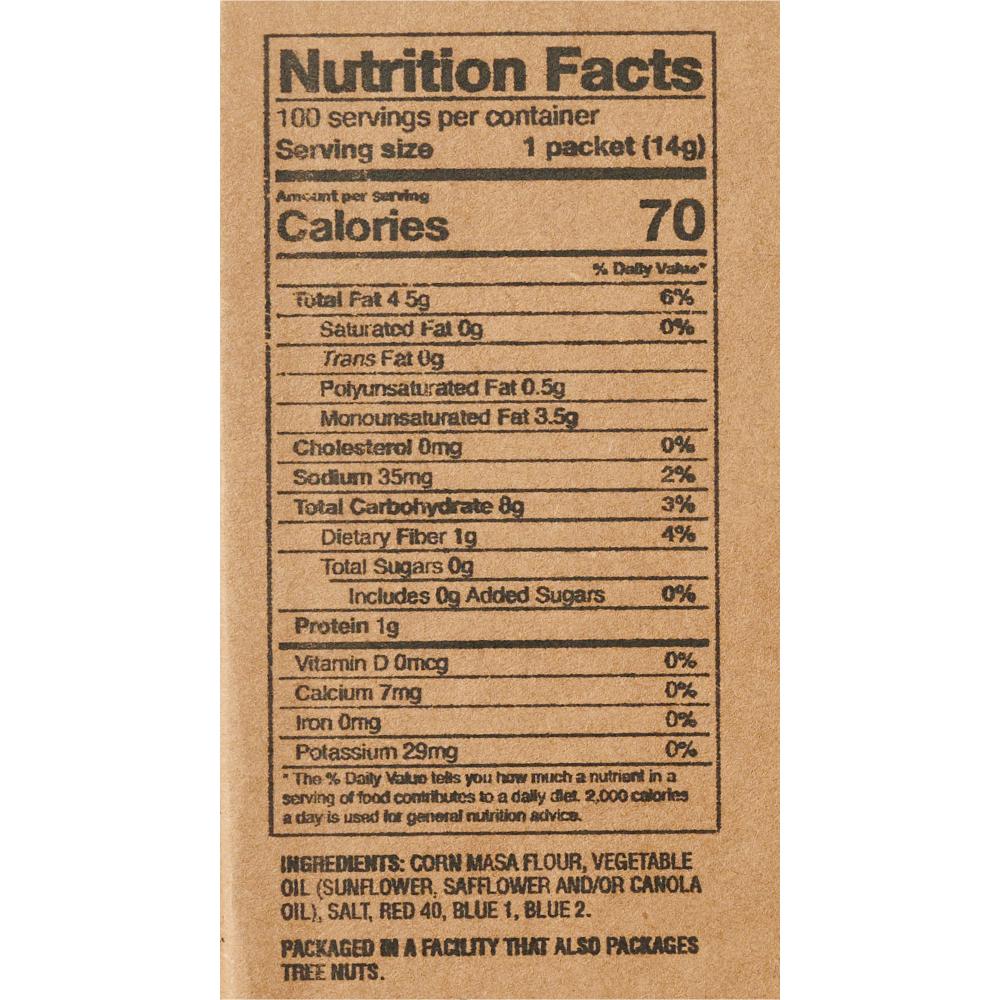 Nutrition Facts
100 servings per container
Serving size 1 packet (14g)
Amount per serving
Calories 70
% Daily Value*
Total Fat 4.5g 6%
Saturated Fat 0g 0%
Trans Fat 0g
Polyunsaturated Fat 0.5g
Monounsaturated Fat 3.5g
Cholesterol 0mg 0%
Sodium 35mg 2%
Total Carbohydrate 8g 3%
Dietary Fiber 1g 4%
Total Sugars 0g
Includes 0g Added Sugars 0%
Protein 1g
Vitamin D 0mcg 0%
Calcium 7mg 0%
Iron 0mg 0%
Potassium 29mg 0%
* The % Daily Value tells you how much a nutrient in a
serving of food contributes to a daily diet. 2,000 calories
a day is used for general nutrition advice.
INGREDIENTS: CORN MASA FLOUR, VEGETABLE
OIL (SUNFLOWER, SAFFLOWER AND/OR CANOLA
OIL), SALT, RED 40, BLUE 1, BLUE 2.
PACKAGED IN A FACILITY THAT ALSO PACKAGES
TREE NUTS.